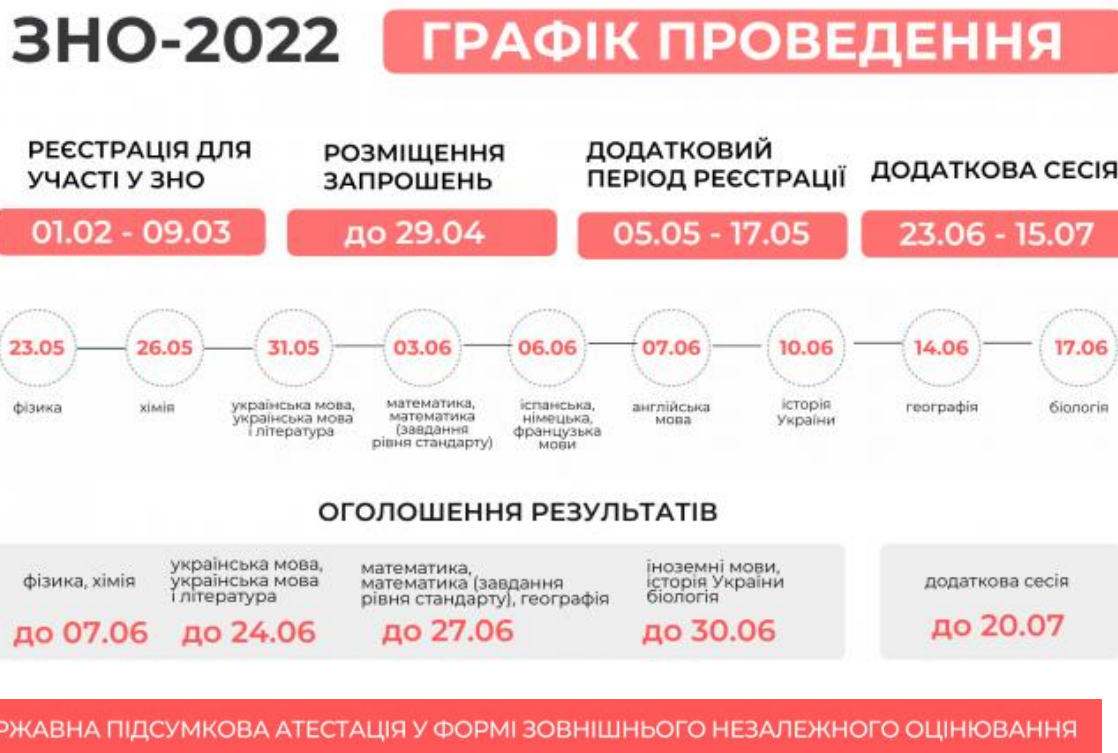 ЗНО-2022
ГРАФІК ПРОВЕДЕННЯ
РЕЄСТРАЦІЯ ДЛЯ
УЧАСТІ У ЗНО
01.02 - 09.03
РОЗМІЩЕННЯ
ЗАПРОШЕНЬ
до 29.04
ДОДАТКОВИЙ
ПЕРІОД РЕЄСТРАЦІЇ
05.05 - 17.05
ДОДАТКОВА СЕСІЯ
23.06 - 15.07
23.05
фізика
26.05
хімія
31.05
українська мова,
українська мова
і література
03.06
математика,
математика
(завдання
рівня стандарту)
06.06
іспанська,
німецька,
французька
мови
07.06
англійська
мова
10.06
історія
України
14.06
географія
17.06
біологія
ОГОЛОШЕННЯ РЕЗУЛЬТАТІВ
фізика, хімія
до 07.06
українська мова,
українська мова
і література
до 24.06
математика,
математика (завдання
рівня стандарту), географія
до 27.06
іноземні мови,
історія України
біологія
до 30.06
додаткова сесія
до 20.07
РЖАВНА ПІДСУМКОВА АТЕСТАЦІЯ У ФОРМІ ЗОВНІШНЬОГО НЕЗАЛЕЖНОГО ОЦІНЮВАННЯ